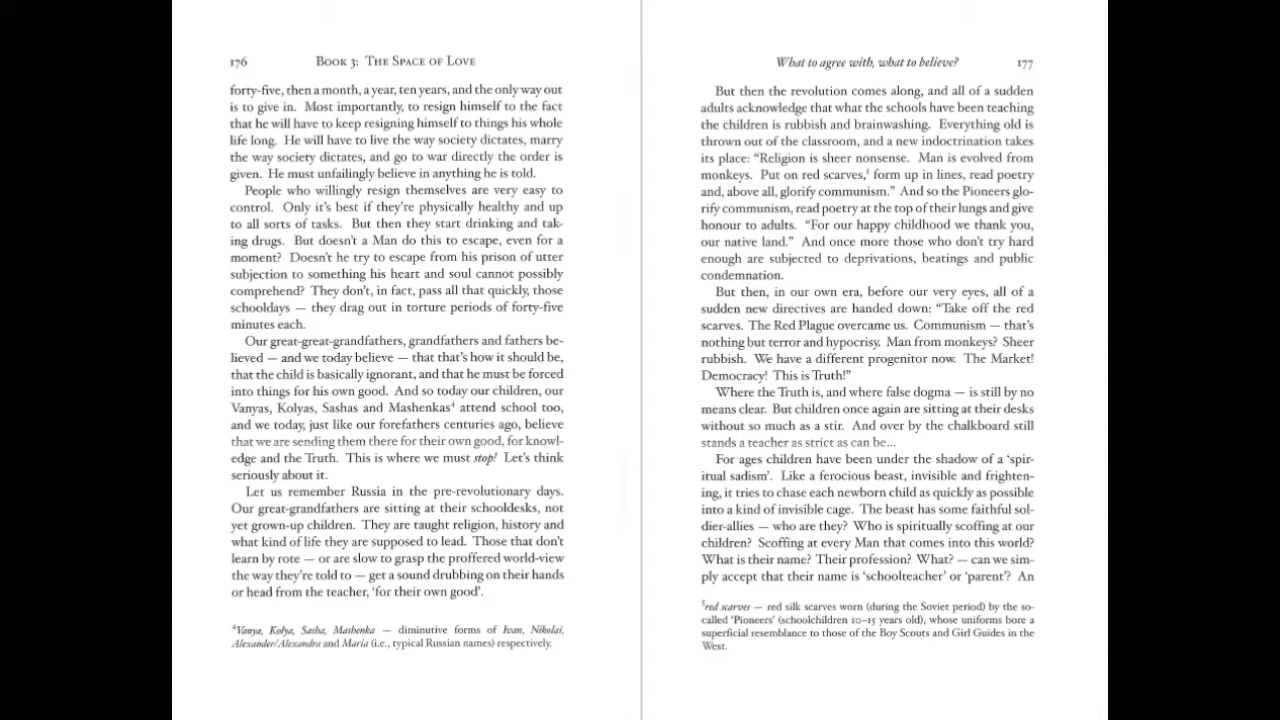 176 BOOK 3: THE SPACE OF LOVE
forty-five, then a month, a year, ten years, and the only way out
is to give in. Most importantly, to resign himself to the fact
that he will have to keep resigning himself to things his whole
life long. He will have to live the way society dictates, marry
the way society dictates, and go to war directly the order is
given. He must unfailingly believe in anything he is told.
People who willingly resign themselves are very easy to
control. Only it's best if they're physically healthy and up
to all sorts of tasks. But then they start drinking and tak-
ing drugs. But doesn't a Man do this to escape, even for a
moment? Doesn't he try to escape from his prison of utter
subjection to something his heart and soul cannot possibly
comprehend? They don't, in fact, pass all that quickly, those
schooldays — they drag out in torture periods of forty-five
minutes each.
Our great-great-grandfathers, grandfathers and fathers be-
lieved — and we today believe — that that's how it should be,
that the child is basically ignorant, and that he must be forced
into things for his own good. And so today our children, our
Vanyas, Kolyas, Sashas and Mashenkas⁴ attend school too,
and we today, just like our forefathers centuries ago, believe
that we are sending them there for their own good, for knowl-
edge and the Truth. This is where we must stop! Let's think
seriously about it.
Let us remember Russia in the pre-revolutionary days.
Our great-grandfathers are sitting at their schooldesks, not
yet grown-up children. They are taught religion, history and
what kind of life they are supposed to lead. Those that don't
learn by rote — or are slow to grasp the proffered world-view
the way they're told to — get a sound drubbing on their hands
or head from the teacher, 'for their own good'.
⁴Vanya, Kolya, Sasha, Mashenka — diminutive forms of Ivan, Nikolai,
Alexander/Alexandra and Maria (i.e., typical Russian names) respectively.
What to agree with, what to believe? 177
But then the revolution comes along, and all of a sudden
adults acknowledge that what the schools have been teaching
the children is rubbish and brainwashing. Everything old is
thrown out of the classroom, and a new indoctrination takes
its place: “Religion is sheer nonsense. Man is evolved from
monkeys. Put on red scarves,⁵ form up in lines, read poetry
and, above all, glorify communism.” And so the Pioneers glo-
rify communism, read poetry at the top of their lungs and give
honour to adults. “For our happy childhood we thank you,
our native land.” And once more those who don't try hard
enough are subjected to deprivations, beatings and public
condemnation.
But then, in our own era, before our very eyes, all of a
sudden new directives are handed down: “Take off the red
scarves. The Red Plague overcame us. Communism — that's
nothing but terror and hypocrisy. Man from monkeys? Sheer
rubbish. We have a different progenitor now. The Market!
Democracy! This is Truth!”
Where the Truth is, and where false dogma — is still by no
means clear. But children once again are sitting at their desks
without so much as a stir. And over by the chalkboard still
stands a teacher as strict as can be...
For ages children have been under the shadow of a 'spir-
itual sadism'. Like a ferocious beast, invisible and frighten-
ing, it tries to chase each newborn child as quickly as possible
into a kind of invisible cage. The beast has some faithful sol-
dier-allies — who are they? Who is spiritually scoffing at our
children? Scoffing at every Man that comes into this world?
What is their name? Their profession? What? — can we sim-
ply accept that their name is 'schoolteacher' or 'parent'? An
⁵red scarves — red silk scarves worn (during the Soviet period) by the so-
called 'Pioneers' (schoolchildren 10–15 years old), whose uniforms bore a
superficial resemblance to those of the Boy Scouts and Girl Guides in the
West.